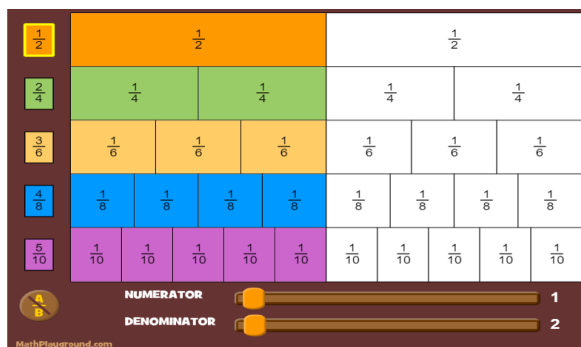 1/2 1/2 1/2
2/4 1/4 1/4 1/4 1/4
3/6 1/6 1/6 1/6 1/6 1/6 1/6
4/8 1/8 1/8 1/8 1/8 1/8 1/8 1/8 1/8
5/10 1/10 1/10 1/10 1/10 1/10 1/10 1/10 1/10 1/10 1/10
A/B
NUMERATOR 1
DENOMINATOR 2
MathPlayground.com